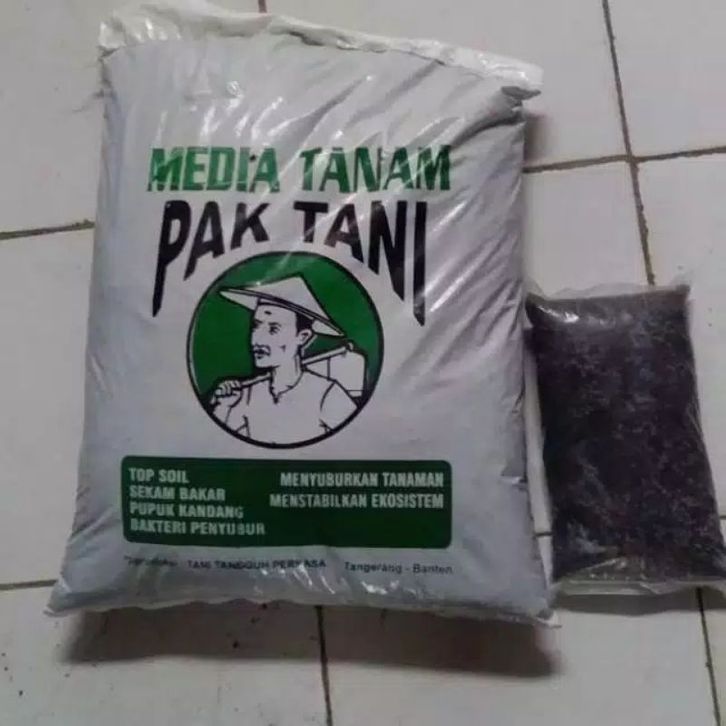 MEDIA TANAM
PAK TANI
TOP SOIL
SEKAM BAKAR
PUPUK KANDANG
BAKTERI PENYUBUR
MENYUBURKAN TANAMAN
MENSTABILKAN EKOSISTEM
TANI TANGGUH PERKASA Tangerang - Banten